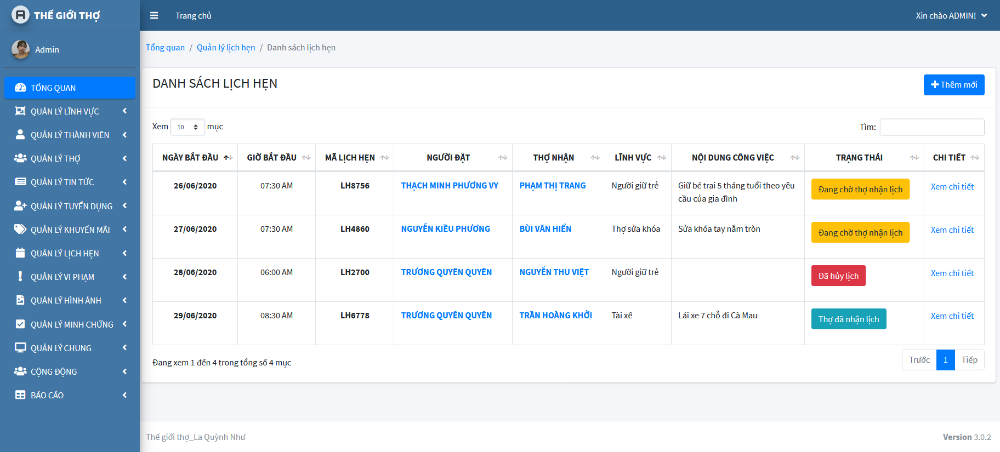 THẾ GIỚI THỢ
Trang chủ
Xin chào ADMIN!
Admin
Tổng quan / Quản lý lịch hẹn / Danh sách lịch hẹn
TỔNG QUAN
QUẢN LÝ LĨNH VỰC
QUẢN LÝ THÀNH VIÊN
QUẢN LÝ THỢ
QUẢN LÝ TIN TỨC
QUẢN LÝ TUYỂN DỤNG
QUẢN LÝ KHUYẾN MÃI
QUẢN LÝ LỊCH HẸN
QUẢN LÝ VI PHẠM
QUẢN LÝ HÌNH ẢNH
QUẢN LÝ MINH CHỨNG
QUẢN LÝ CHUNG
CỘNG ĐỘNG
BÁO CÁO
DANH SÁCH LỊCH HẸN
Thêm mới
Xem 10 mục
Tìm:
NGÀY BẮT ĐẦU GIỜ BẮT ĐẦU MÃ LỊCH HẸN NGƯỜI ĐẶT THỢ NHẬN LĨNH VỰC NỘI DUNG CÔNG VIỆC TRẠNG THÁI CHI TIẾT
26/06/2020 07:30 AM LH8756 THẠCH MINH PHƯƠNG VY PHẠM THỊ TRANG Người giữ trẻ Giữ bé trai 5 tháng tuổi theo yêu
cầu của gia đình
Đang chờ thợ nhận lịch Xem chi tiết
27/06/2020 07:30 AM LH4860 NGUYỄN KIỀU PHƯƠNG BÙI VĂN HIỂN Thợ sửa khóa Sửa khóa tay nắm tròn Đang chờ thợ nhận lịch Xem chi tiết
28/06/2020 06:00 AM LH2700 TRƯƠNG QUYÊN QUYÊN NGUYỄN THU VIỆT Người giữ trẻ Đã hủy lịch Xem chi tiết
29/06/2020 08:30 AM LH6778 TRƯƠNG QUYÊN QUYÊN TRẦN HOÀNG KHỞI Tài xế Lái xe 7 chỗ đi Cà Mau Thợ đã nhận lịch Xem chi tiết
Đang xem 1 đến 4 trong tổng số 4 mục
Trước 1 Tiếp
Thế giới thợ_La Quỳnh Như
Version 3.0.2